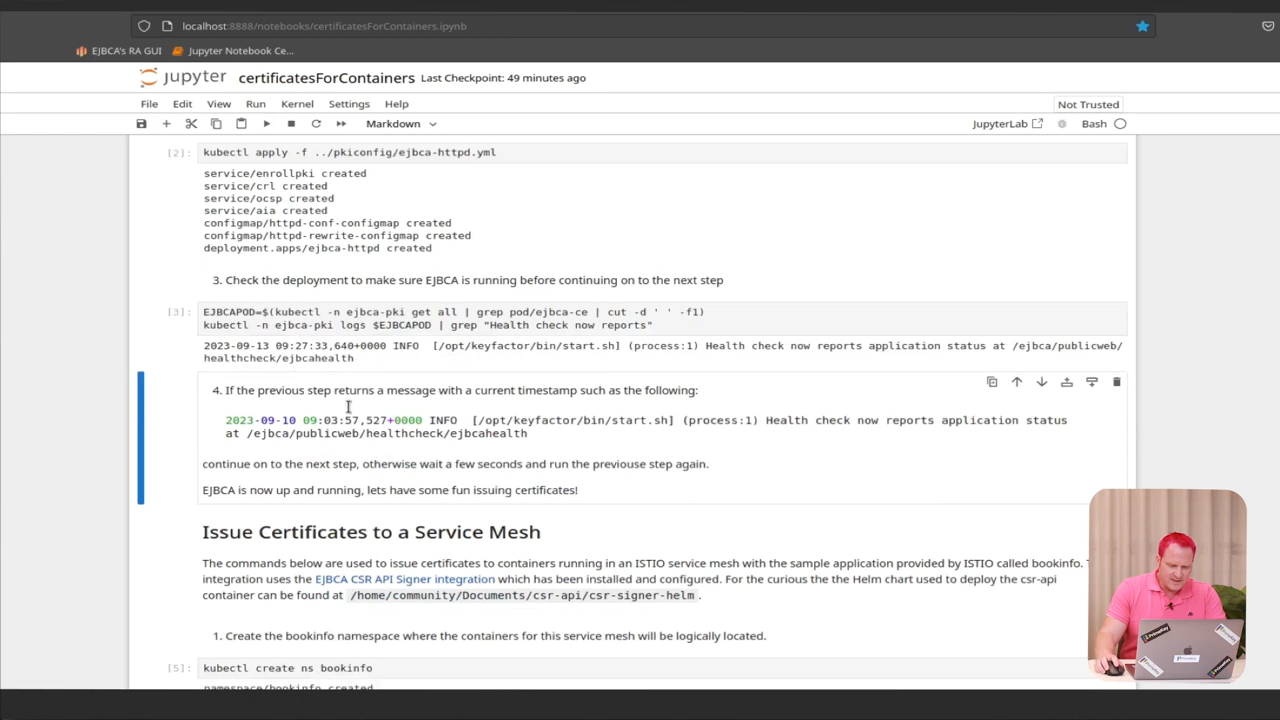 localhost:8888/notebooks/certificatesForContainers.ipynb
EJBCA's RA GUI
Jupyter Notebook Ce...
jupyter
certificatesForContainers
Last Checkpoint: 49 minutes ago
File
Edit
View
Run
Kernel
Settings
Help
Not Trusted
Markdown
JupyterLab
Bash
[2]:
kubectl apply -f ../pkiconfig/ejbca-httpd.yml
service/enrollpki created
service/crl created
service/ocsp created
service/aia created
configmap/httpd-conf-configmap created
configmap/httpd-rewrite-configmap created
deployment.apps/ejbca-httpd created
3. Check the deployment to make sure EJBCA is running before continuing on to the next step
[3]:
EJBCAPOD=$(kubectl -n ejbca-pki get all | grep pod/ejbca-ce | cut -d ' ' -f1)
kubectl -n ejbca-pki logs $EJBCAPOD | grep "Health check now reports"
2023-09-13 09:27:33,640+0000 INFO [/opt/keyfactor/bin/start.sh] (process:1) Health check now reports application status at /ejbca/publicweb/
healthcheck/ejbcahealth
4. If the previous step returns a message with a current timestamp such as the following:
2023-09-10 09:03:57,527+0000 INFO [/opt/keyfactor/bin/start.sh] (process:1) Health check now reports application status
at /ejbca/publicweb/healthcheck/ejbcahealth
continue on to the next step, otherwise wait a few seconds and run the previouse step again.
EJBCA is now up and running, lets have some fun issuing certificates!
Issue Certificates to a Service Mesh
The commands below are used to issue certificates to containers running in an ISTIO service mesh with the sample application provided by ISTIO called bookinfo.
integration uses the EJBCA CSR API Signer integration which has been installed and configured. For the curious the the Helm chart used to deploy the csr-api
container can be found at /home/community/Documents/csr-api/csr-signer-helm .
1. Create the bookinfo namespace where the containers for this service mesh will be logically located.
[5]:
kubectl create ns bookinfo
namespace/bookinfo created